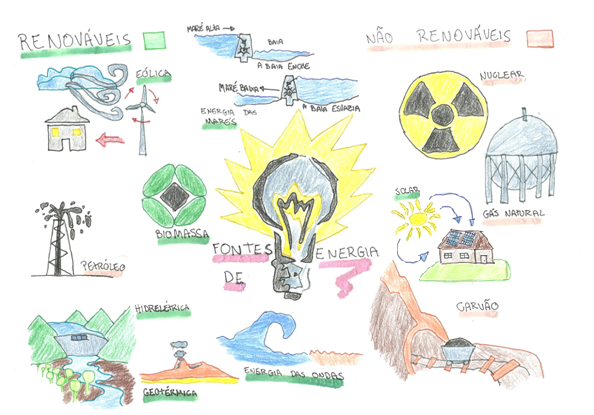 RENOVÁVEIS
MARÉ ALTA
BAIA
A BAIA ENCHE
MARÉ BAIXA
A BAIA ESVAZIA
ENERGIA DAS
MARÉS
NÃO RENOVÁVEIS
EÓLICA
NUCLEAR
GÁS NATURAL
SOLAR
BIOMASSA
FONTES
DE
ENERGIA
PETRÓLEO
CARVÃO
HIDRELÉTRICA
GEOTÉRMICA
ENERGIA DAS ONDAS